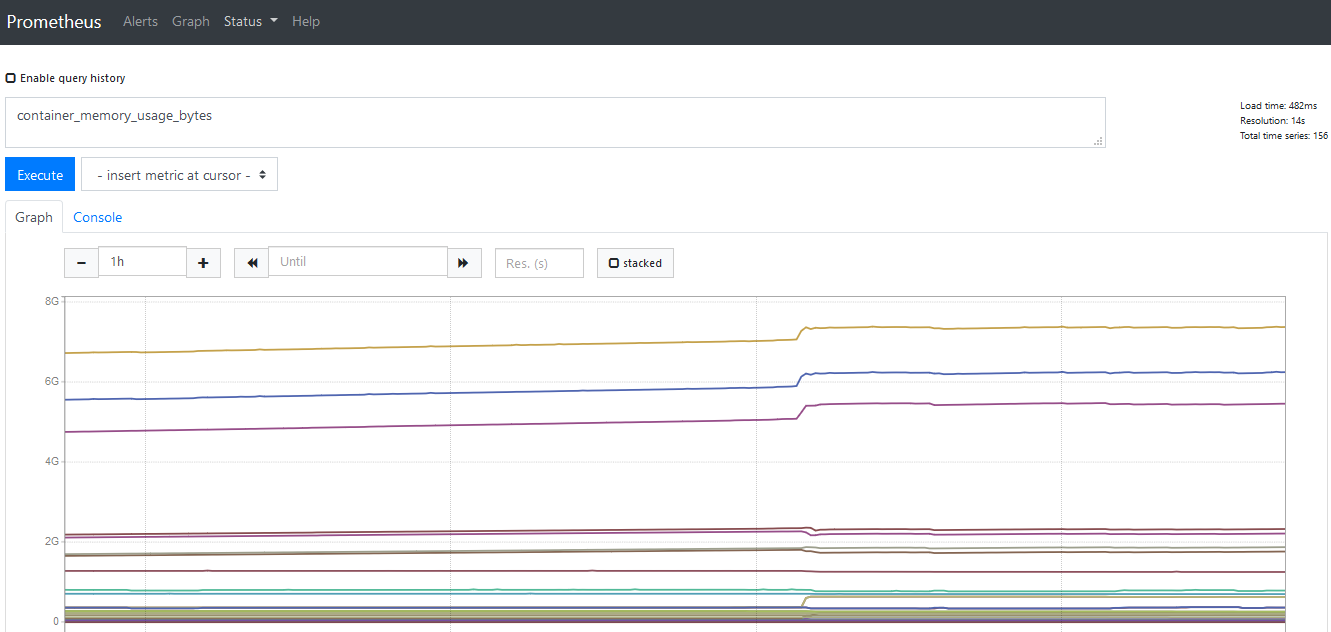 Prometheus Alerts Graph Status Help
Enable query history
container_memory_usage_bytes
Load time: 482ms
Resolution: 14s
Total time series: 156
Execute - insert metric at cursor -
Graph Console
− 1h + Until Res. (s) stacked
8G
6G
4G
2G
0